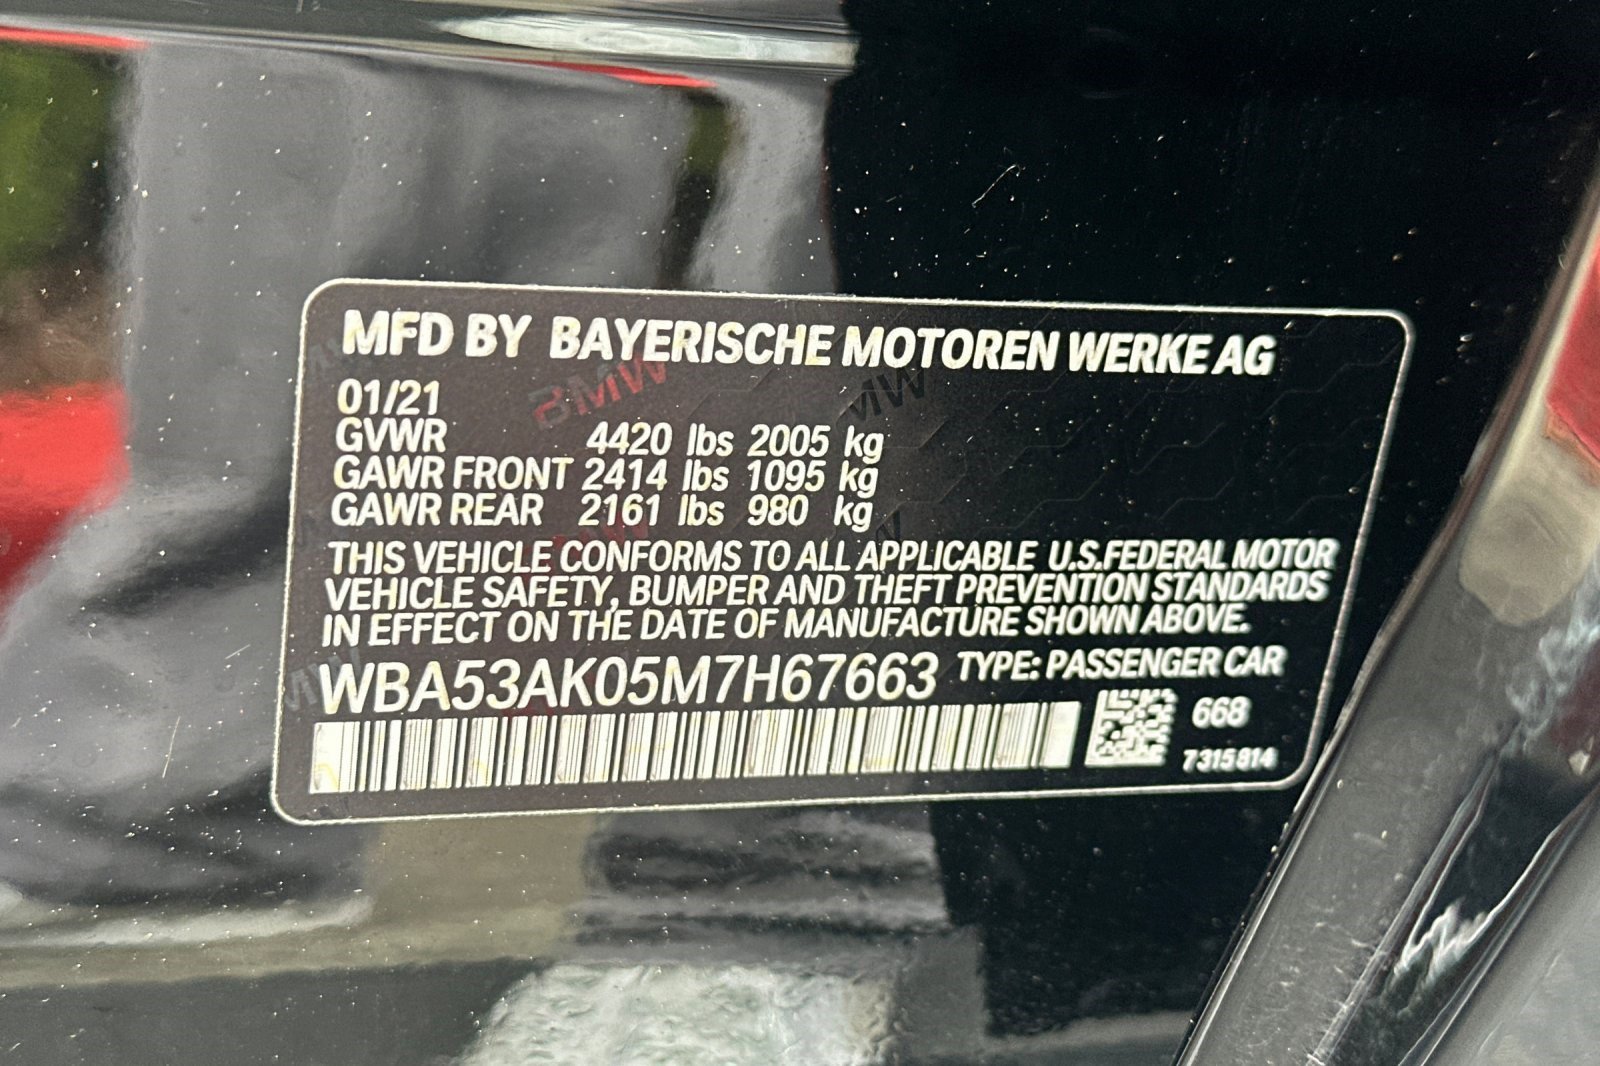 MFD BY BAYERISCHE MOTOREN WERKE AG
01/21
GVWR 4420 lbs 2005 kg
GAWR FRONT 2414 lbs 1095 kg
GAWR REAR 2161 lbs 980 kg
THIS VEHICLE CONFORMS TO ALL APPLICABLE U.S.FEDERAL MOTOR
VEHICLE SAFETY, BUMPER AND THEFT PREVENTION STANDARDS
IN EFFECT ON THE DATE OF MANUFACTURE SHOWN ABOVE.
WBA53AK05M7H67663 TYPE: PASSENGER CAR
668
7315814
BMW